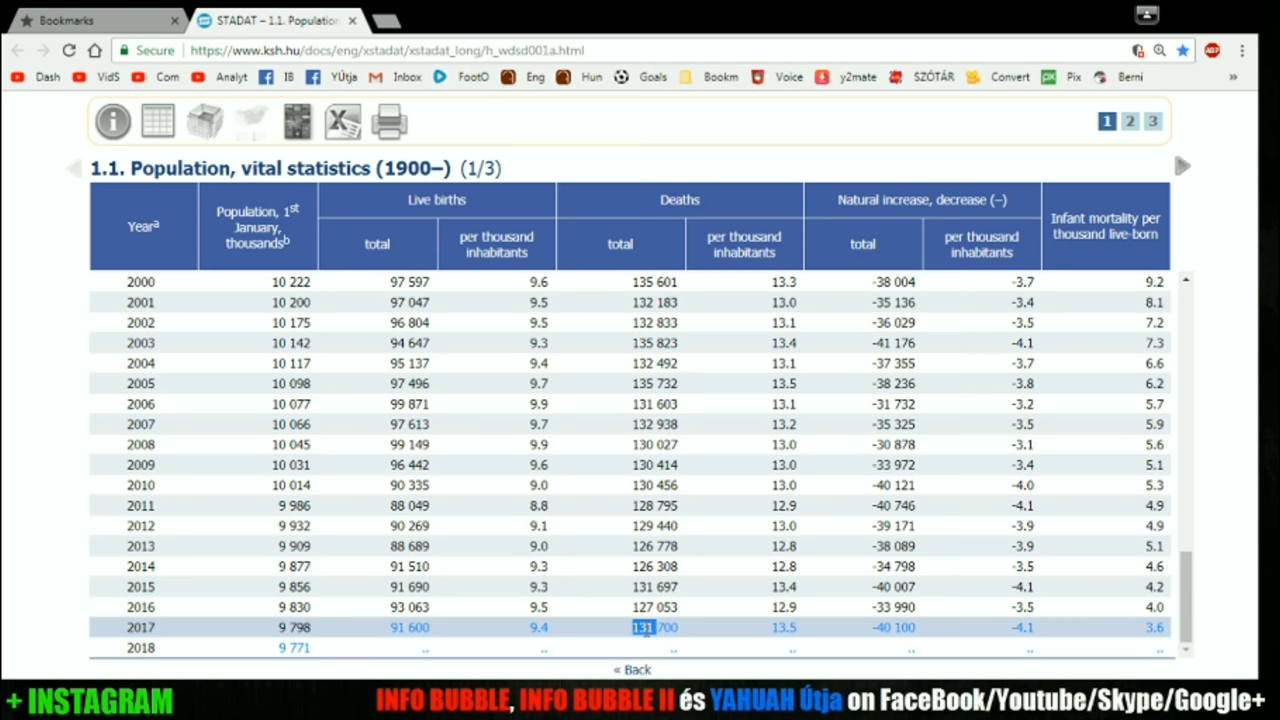 Bookmarks STADAT – 1.1. Population
Secure https://www.ksh.hu/docs/eng/xstadat/xstadat_long/h_wdsd001a.html ABP
Dash VidS Com Analyt IB YÚtja Inbox FootO Eng Hun Goals Bookm Voice y2mate SZÓTÁR Convert Pix Berni »
1 2 3
1.1. Population, vital statistics (1900–) (1/3)
Yearᵃ Population, 1st January, thousandsᵇ Live births Deaths Natural increase, decrease (–) Infant mortality per thousand live-born
total per thousand inhabitants total per thousand inhabitants total per thousand inhabitants
2000 10 222 97 597 9.6 135 601 13.3 -38 004 -3.7 9.2
2001 10 200 97 047 9.5 132 183 13.0 -35 136 -3.4 8.1
2002 10 175 96 804 9.5 132 833 13.1 -36 029 -3.5 7.2
2003 10 142 94 647 9.3 135 823 13.4 -41 176 -4.1 7.3
2004 10 117 95 137 9.4 132 492 13.1 -37 355 -3.7 6.6
2005 10 098 97 496 9.7 135 732 13.5 -38 236 -3.8 6.2
2006 10 077 99 871 9.9 131 603 13.1 -31 732 -3.2 5.7
2007 10 066 97 613 9.7 132 938 13.2 -35 325 -3.5 5.9
2008 10 045 99 149 9.9 130 027 13.0 -30 878 -3.1 5.6
2009 10 031 96 442 9.6 130 414 13.0 -33 972 -3.4 5.1
2010 10 014 90 335 9.0 130 456 13.0 -40 121 -4.0 5.3
2011 9 986 88 049 8.8 128 795 12.9 -40 746 -4.1 4.9
2012 9 932 90 269 9.1 129 440 13.0 -39 171 -3.9 4.9
2013 9 909 88 689 9.0 126 778 12.8 -38 089 -3.9 5.1
2014 9 877 91 510 9.3 126 308 12.8 -34 798 -3.5 4.6
2015 9 856 91 690 9.3 131 697 13.4 -40 007 -4.1 4.2
2016 9 830 93 063 9.5 127 053 12.9 -33 990 -3.5 4.0
2017 9 798 91 600 9.4 131 700 13.5 -40 100 -4.1 3.6
2018 9 771 .. .. .. .. .. .. ..
« Back
+ INSTAGRAM INFO BUBBLE, INFO BUBBLE II és YAHUAH Útja on FaceBook/Youtube/Skype/Google+